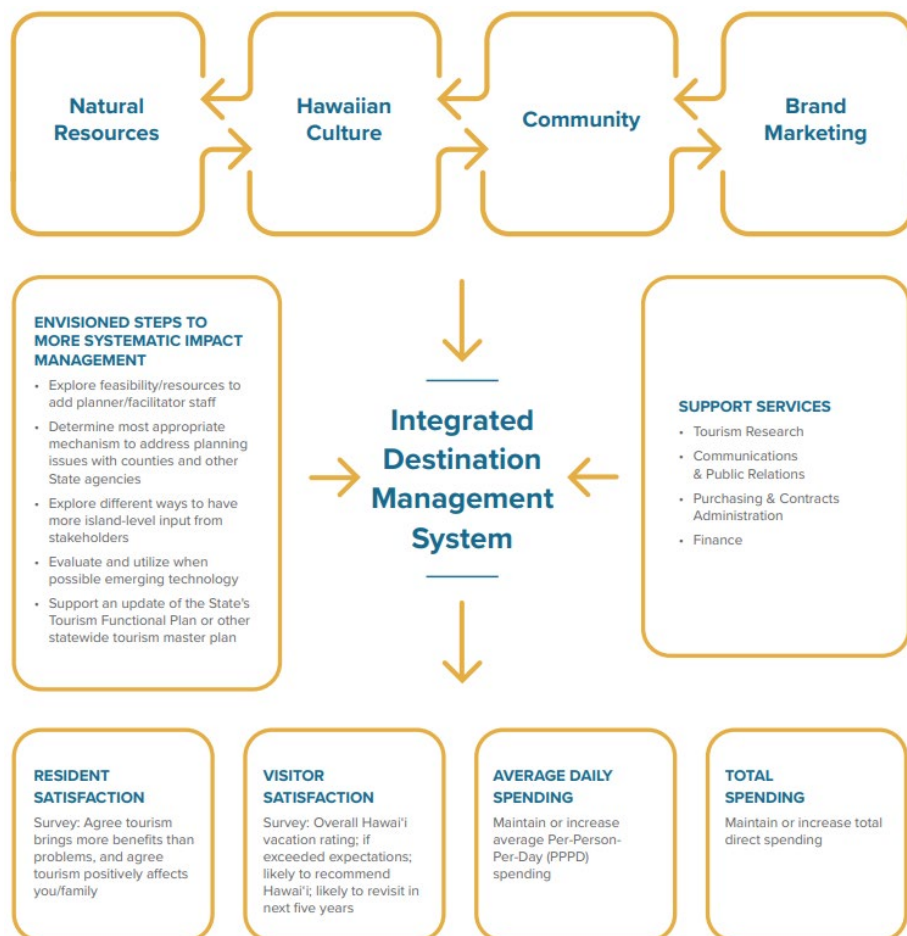 Natural
Resources
Hawaiian
Culture
Community
Brand
Marketing
ENVISIONED STEPS TO
MORE SYSTEMATIC IMPACT
MANAGEMENT
• Explore feasibility/resources to
add planner/facilitator staff
• Determine most appropriate
mechanism to address planning
issues with counties and other
State agencies
• Explore different ways to have
more island-level input from
stakeholders
• Evaluate and utilize when
possible emerging technology
• Support an update of the State's
Tourism Functional Plan or other
statewide tourism master plan
Integrated
Destination
Management
System
SUPPORT SERVICES
• Tourism Research
• Communications
& Public Relations
• Purchasing & Contracts
Administration
• Finance
RESIDENT
SATISFACTION
Survey: Agree tourism
brings more benefits than
problems, and agree
tourism positively affects
you/family
VISITOR
SATISFACTION
Survey: Overall Hawaiʻi
vacation rating; if
exceeded expectations;
likely to recommend
Hawaiʻi; likely to revisit in
next five years
AVERAGE DAILY
SPENDING
Maintain or increase
average Per-Person-
Per-Day (PPPD)
spending
TOTAL
SPENDING
Maintain or increase total
direct spending